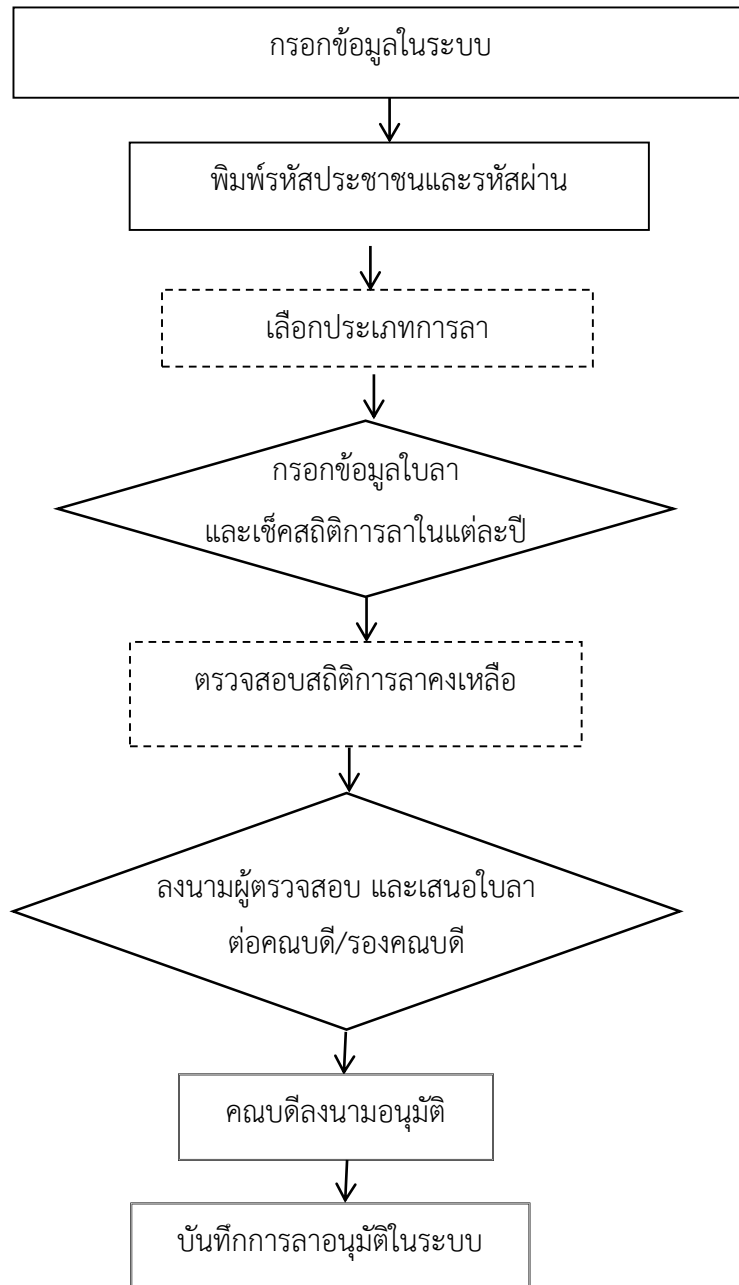 กรอกข้อมูลในระบบ
พิมพ์รหัสประชาชนและรหัสผ่าน
เลือกประเภทการลา
กรอกข้อมูลใบลา
และเช็คสถิติการลาในแต่ละปี
ตรวจสอบสถิติการลาคงเหลือ
ลงนามผู้ตรวจสอบ และเสนอใบลา
ต่อคณบดี/รองคณบดี
คณบดีลงนามอนุมัติ
บันทึกการลาอนุมัติในระบบ